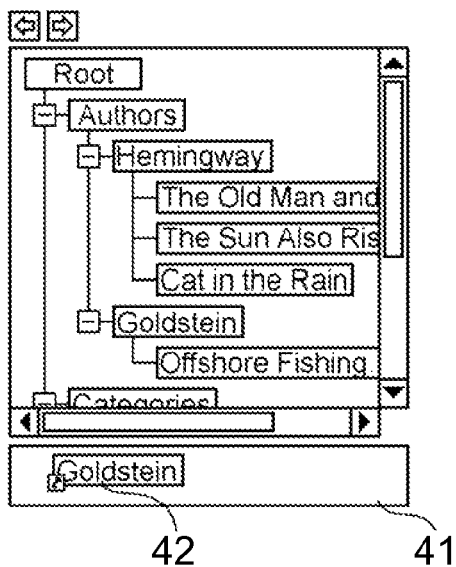 Root
Authors
Hemingway
The Old Man and
The Sun Also Ris
Cat in the Rain
Goldstein
Offshore Fishing
Categories
Goldstein
42
41